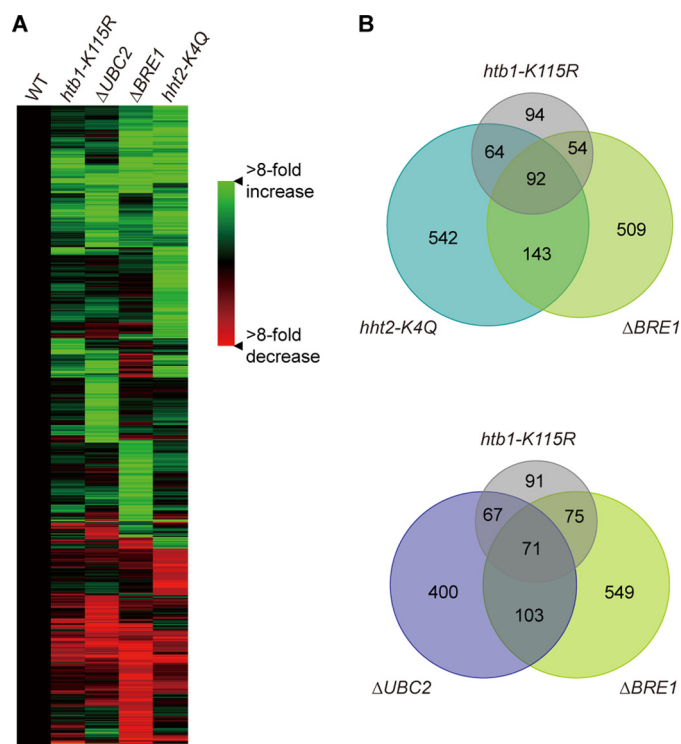 A
WT
htb1-K115R
ΔUBC2
ΔBRE1
hht2-K4Q
>8-fold
increase
>8-fold
decrease
B
htb1-K115R
94
64
54
92
542
509
143
hht2-K4Q
ΔBRE1
htb1-K115R
91
67
75
71
400
549
103
ΔUBC2
ΔBRE1